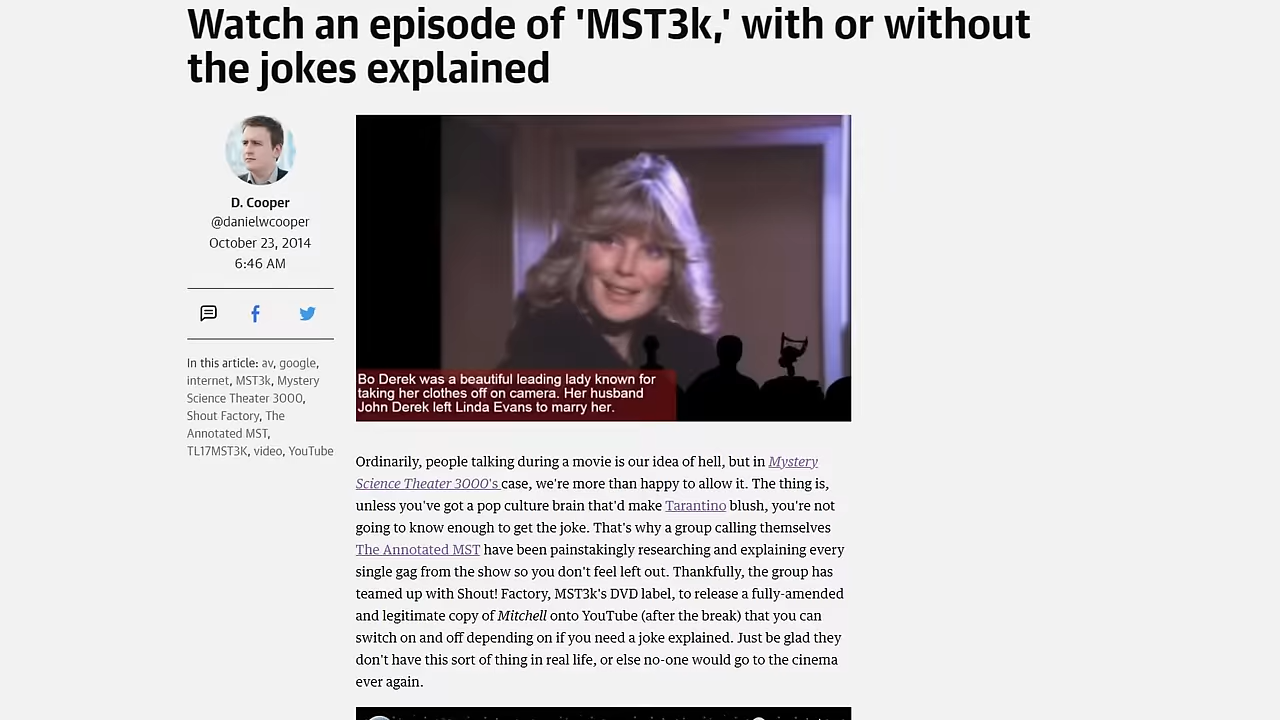 Watch an episode of 'MST3k,' with or without
the jokes explained
D. Cooper
@danielwcooper
October 23, 2014
6:46 AM
In this article: av, google,
internet, MST3k, Mystery
Science Theater 3000,
Shout Factory, The
Annotated MST,
TL17MST3K, video, YouTube
Bo Derek was a beautiful leading lady known for
taking her clothes off on camera. Her husband
John Derek left Linda Evans to marry her.
Ordinarily, people talking during a movie is our idea of hell, but in Mystery
Science Theater 3000's case, we're more than happy to allow it. The thing is,
unless you've got a pop culture brain that'd make Tarantino blush, you're not
going to know enough to get the joke. That's why a group calling themselves
The Annotated MST have been painstakingly researching and explaining every
single gag from the show so you don't feel left out. Thankfully, the group has
teamed up with Shout! Factory, MST3k's DVD label, to release a fully-amended
and legitimate copy of Mitchell onto YouTube (after the break) that you can
switch on and off depending on if you need a joke explained. Just be glad they
don't have this sort of thing in real life, or else no-one would go to the cinema
ever again.